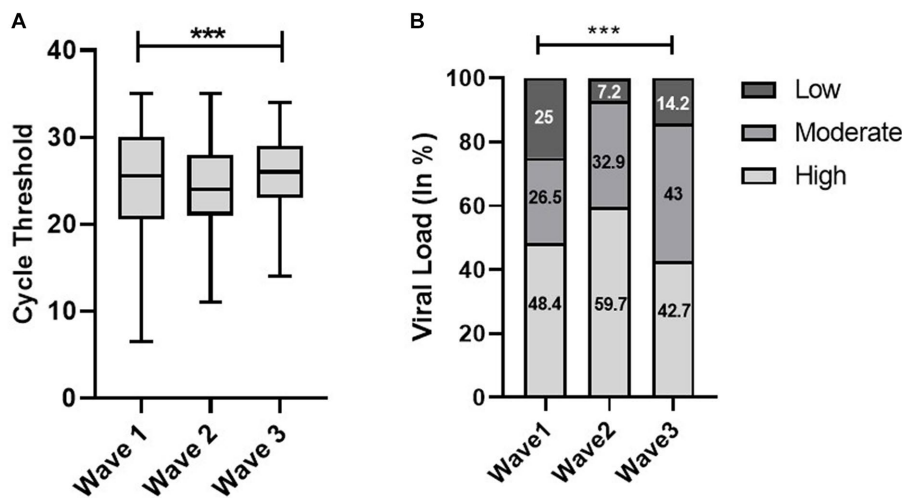 A
***
Cycle Threshold
40
30
20
10
0
Wave 1
Wave 2
Wave 3
B
***
Viral Load (In %)
100
80
60
40
20
0
25
26.5
48.4
7.2
32.9
59.7
14.2
43
42.7
Wave1
Wave2
Wave3
Low
Moderate
High